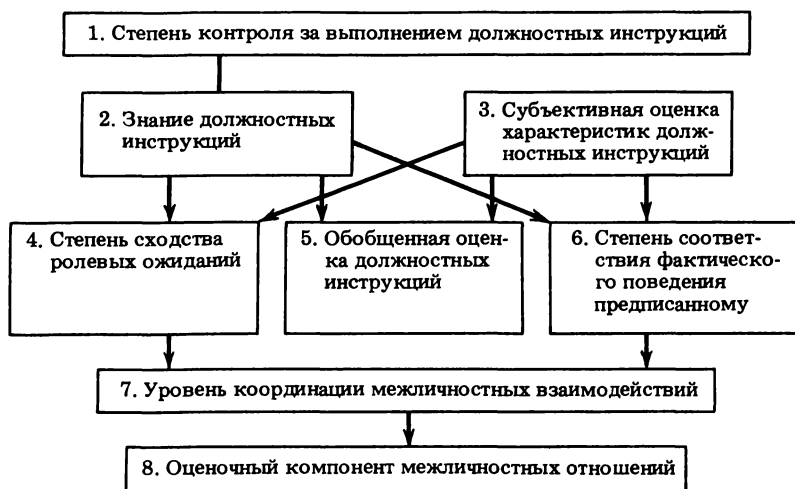 1. Степень контроля за выполнением должностных инструкций
2. Знание должностных
инструкций
3. Субъективная оценка
характеристик долж-
ностных инструкций
4. Степень сходства
ролевых ожиданий
5. Обобщенная оцен-
ка должностных
инструкций
6. Степень соответ-
ствия фактическо-
го поведения
предписанному
7. Уровень координации межличностных взаимодействий
8. Оценочный компонент межличностных отношений